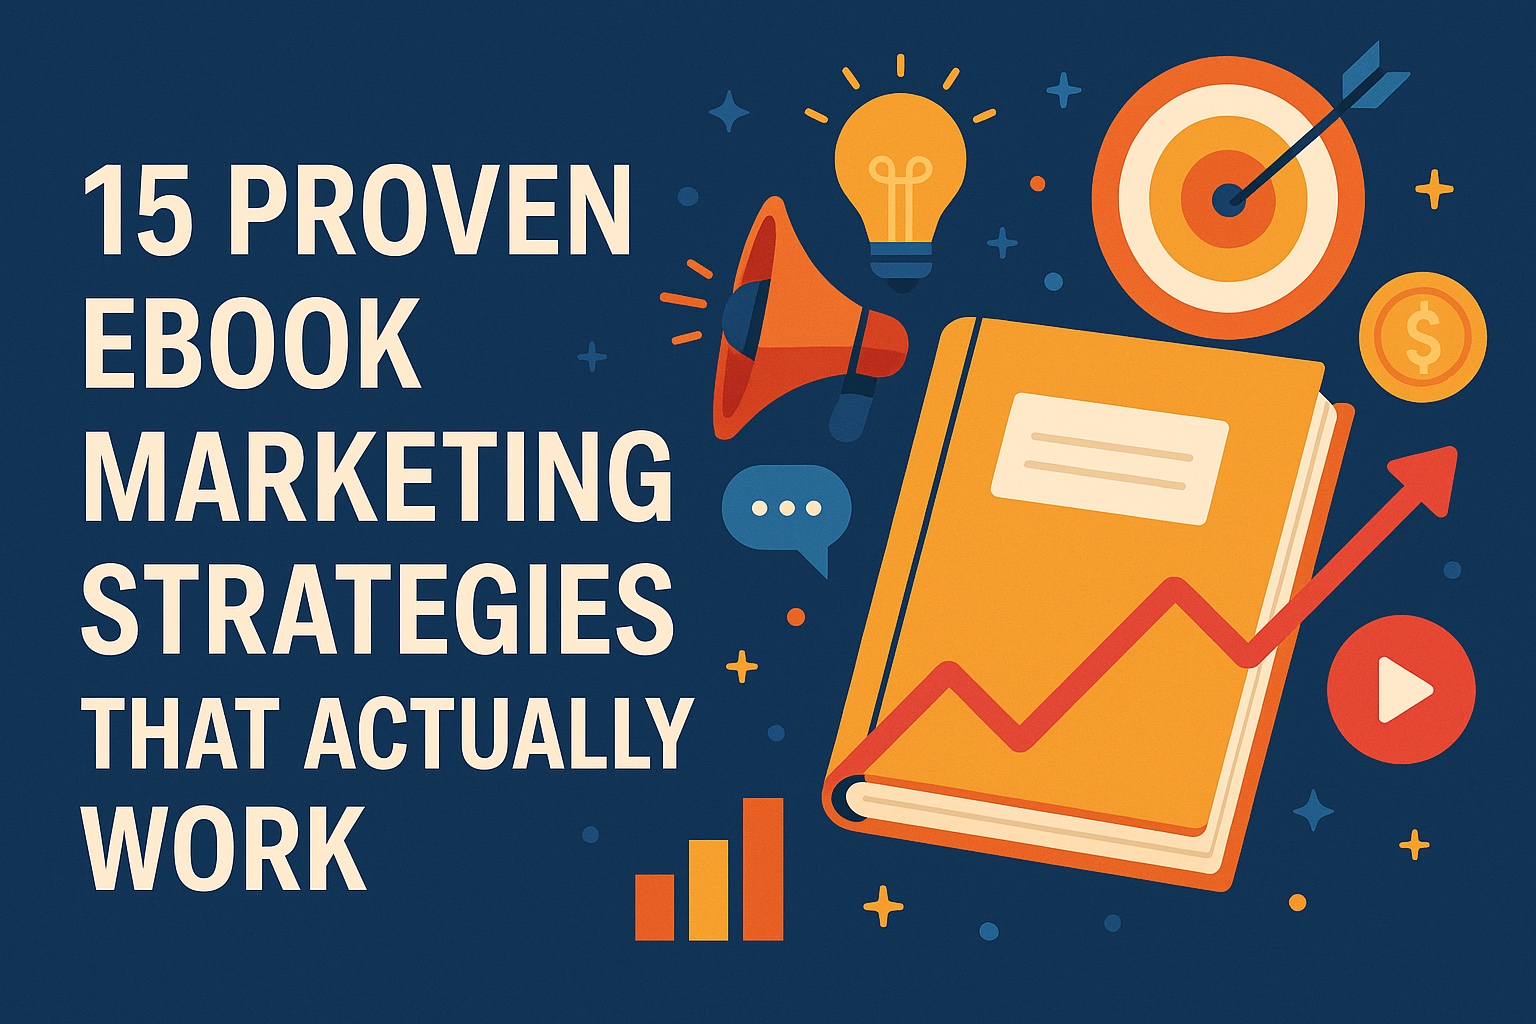 15 PROVEN
EBOOK
MARKETING
STRATEGIES
THAT ACTUALLY
WORK
$